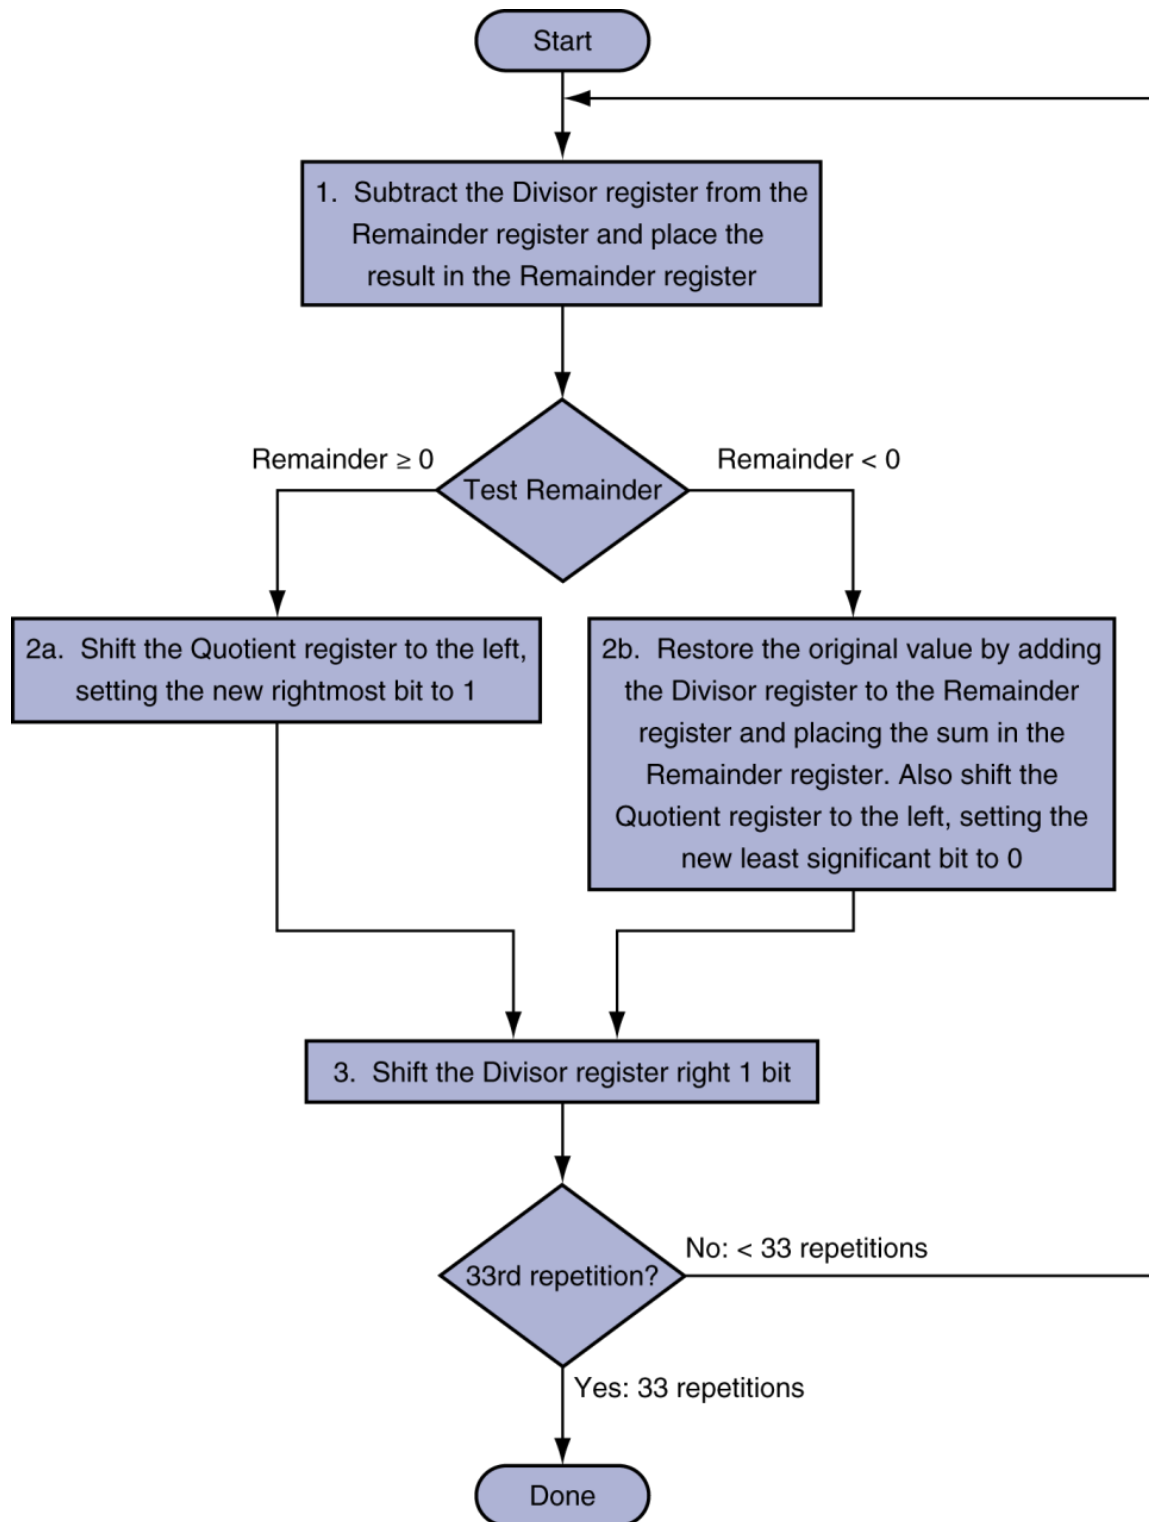 Start
1. Subtract the Divisor register from the
Remainder register and place the
result in the Remainder register
Remainder ≥ 0
Remainder < 0
Test Remainder
2a. Shift the Quotient register to the left,
setting the new rightmost bit to 1
2b. Restore the original value by adding
the Divisor register to the Remainder
register and placing the sum in the
Remainder register. Also shift the
Quotient register to the left, setting the
new least significant bit to 0
3. Shift the Divisor register right 1 bit
No: < 33 repetitions
33rd repetition?
Yes: 33 repetitions
Done